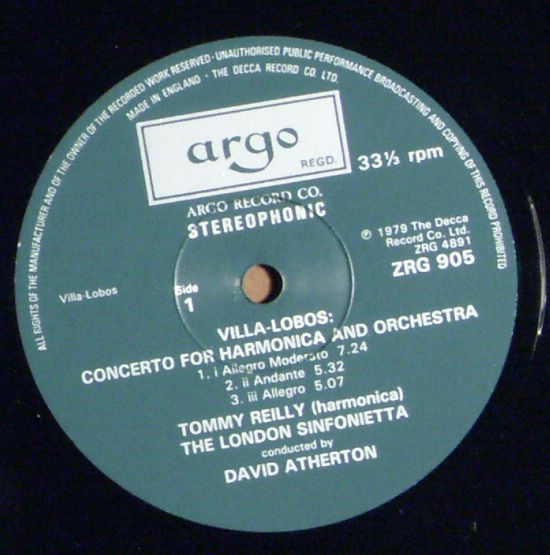 ALL RIGHTS OF THE MANUFACTURER AND OF THE OWNER OF THE RECORDED WORK RESERVED · UNAUTHORISED PUBLIC PERFORMANCE BROADCASTING AND COPYING OF THIS RECORD PROHIBITED
MADE IN ENGLAND · THE DECCA RECORD CO. LTD.
argo
REGD.
33⅓ rpm
ARGO RECORD CO.
STEREOPHONIC
℗ 1979 The Decca
Record Co. Ltd.
ZRG 4891
ZRG 905
Villa-Lobos
Side
1
VILLA-LOBOS:
CONCERTO FOR HARMONICA AND ORCHESTRA
1. i Allegro Moderato 7.24
2. ii Andante 5.32
3. iii Allegro 5.07
TOMMY REILLY (harmonica)
THE LONDON SINFONIETTA
conducted by
DAVID ATHERTON